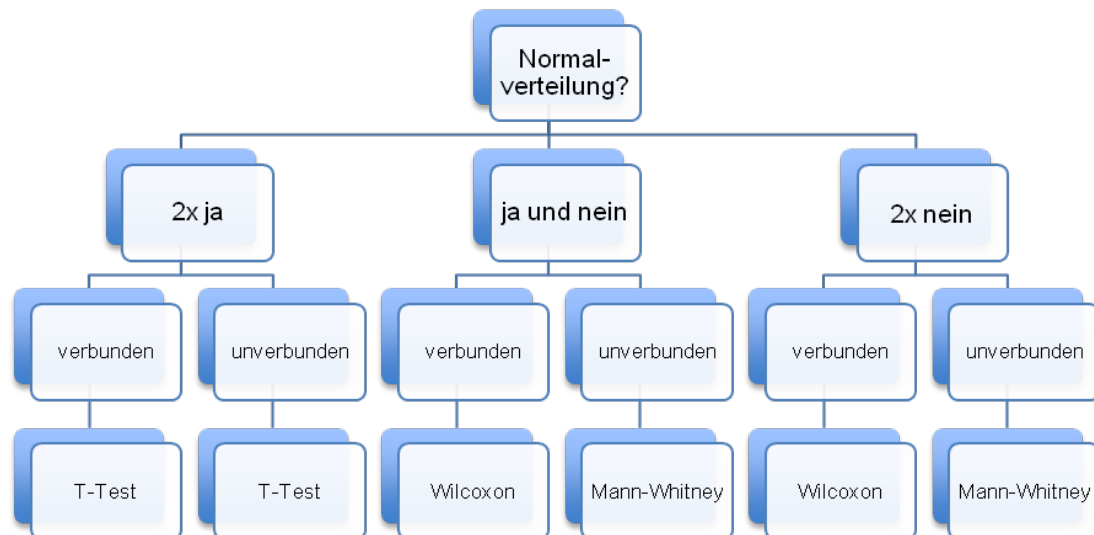 Normal-
verteilung?
2x ja
ja und nein
2x nein
verbunden
unverbunden
verbunden
unverbunden
verbunden
unverbunden
T-Test
T-Test
Wilcoxon
Mann-Whitney
Wilcoxon
Mann-Whitney